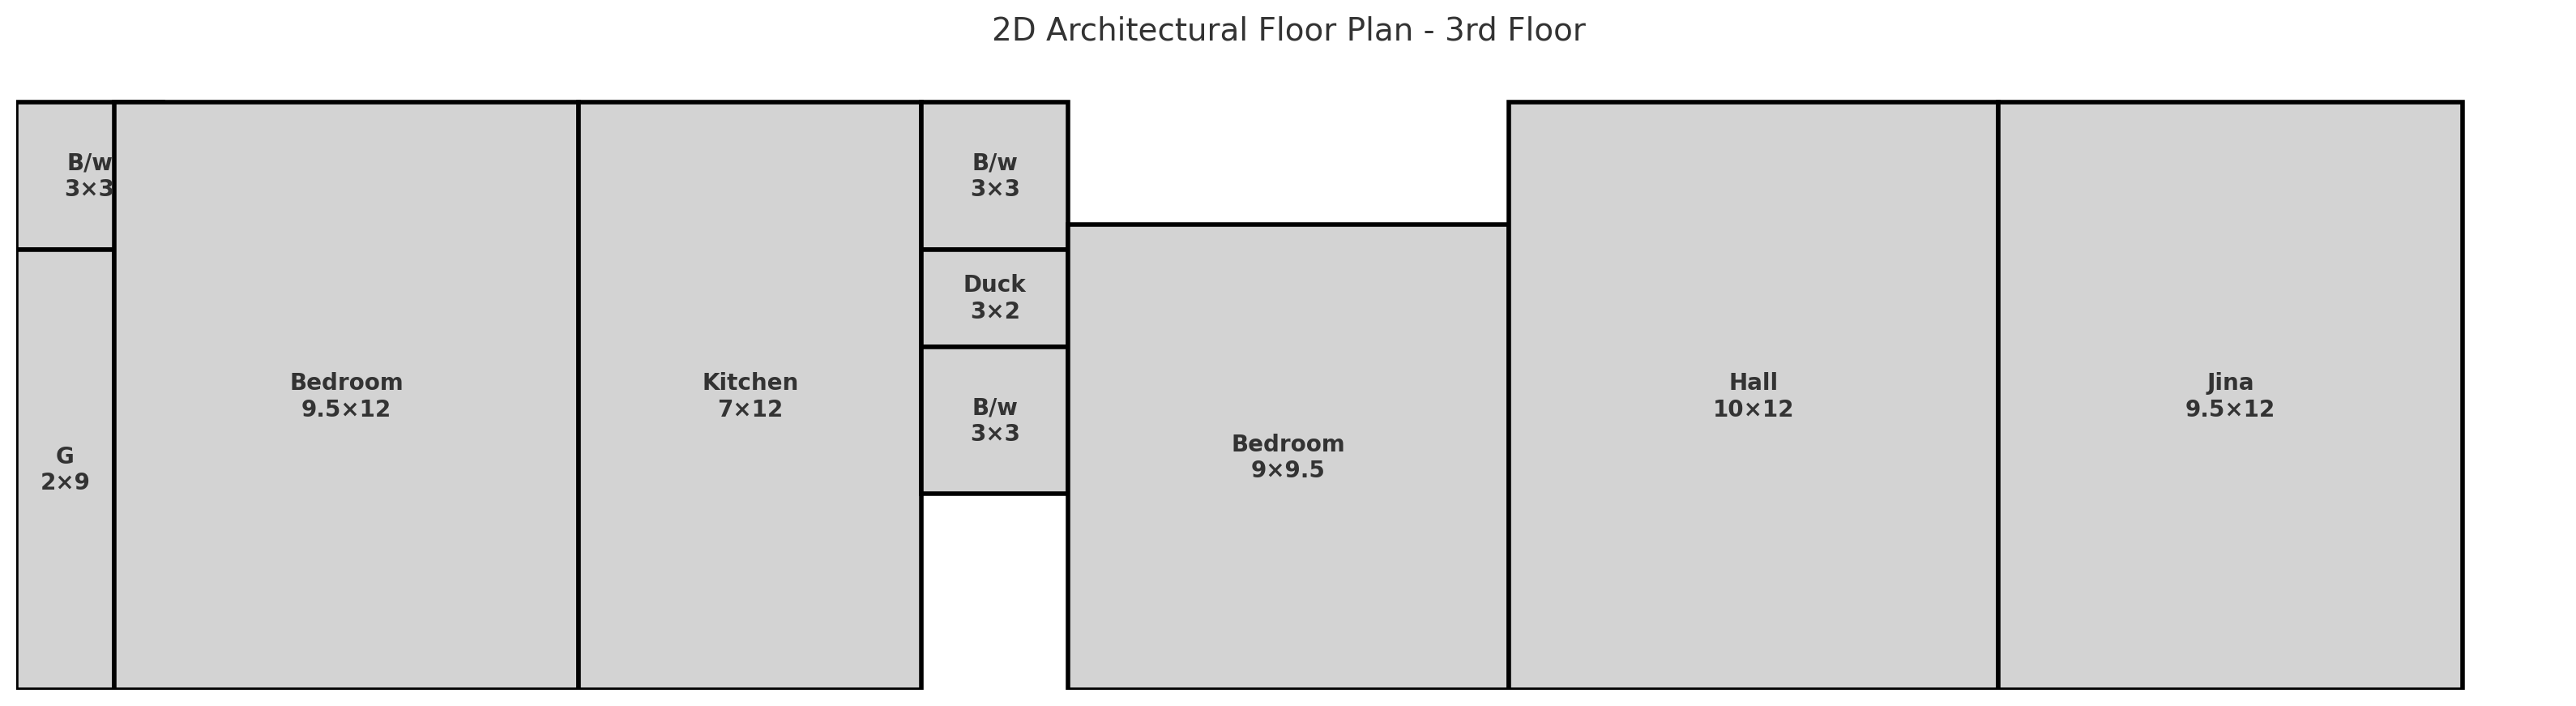 2D Architectural Floor Plan - 3rd Floor
B/w
3×3
G
2×9
Bedroom
9.5×12
Kitchen
7×12
B/w
3×3
Duck
3×2
B/w
3×3
Bedroom
9×9.5
Hall
10×12
Jina
9.5×12